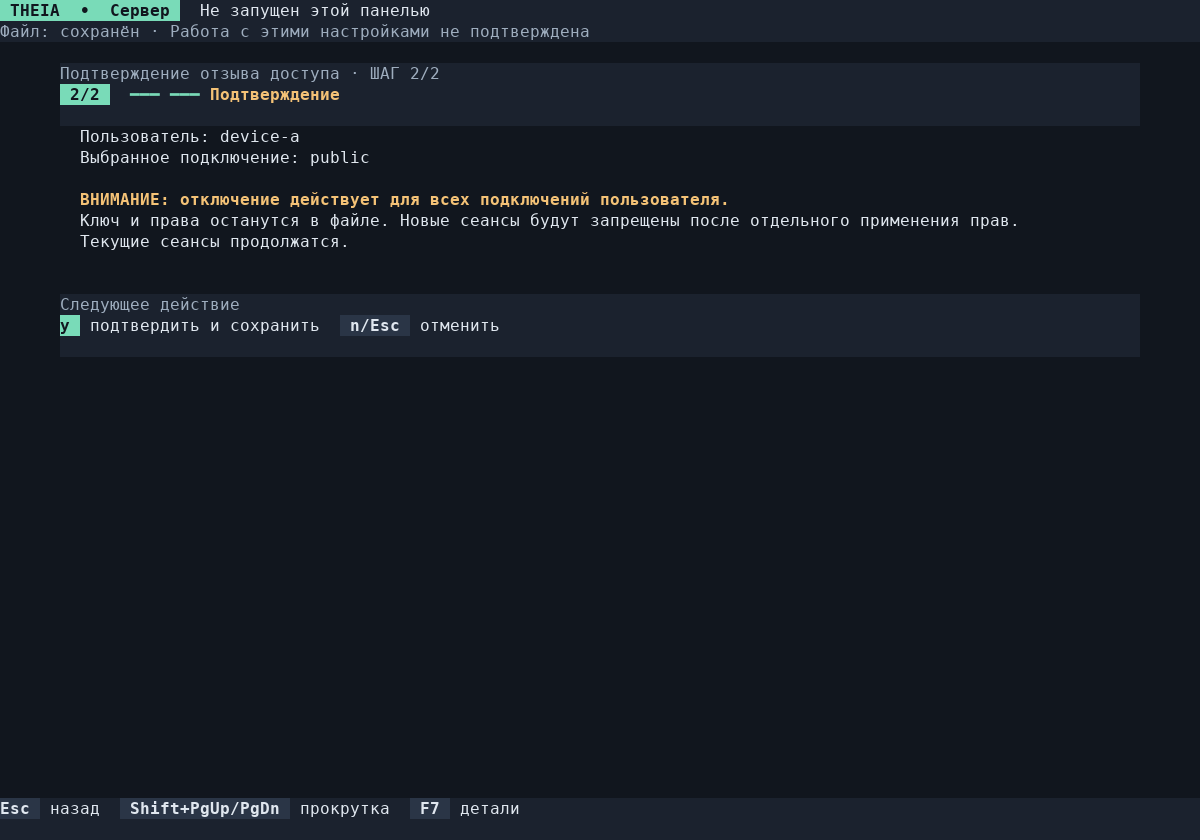 THEIA • Сервер Не запущен этой панелью
Файл: сохранён · Работа с этими настройками не подтверждена
Подтверждение отзыва доступа · ШАГ 2/2
2/2 ━━━ ━━━ Подтверждение
Пользователь: device-a
Выбранное подключение: public
ВНИМАНИЕ: отключение действует для всех подключений пользователя.
Ключ и права останутся в файле. Новые сеансы будут запрещены после отдельного применения прав.
Текущие сеансы продолжатся.
Следующее действие
y подтвердить и сохранить n/Esc отменить
Esc назад Shift+PgUp/PgDn прокрутка F7 детали